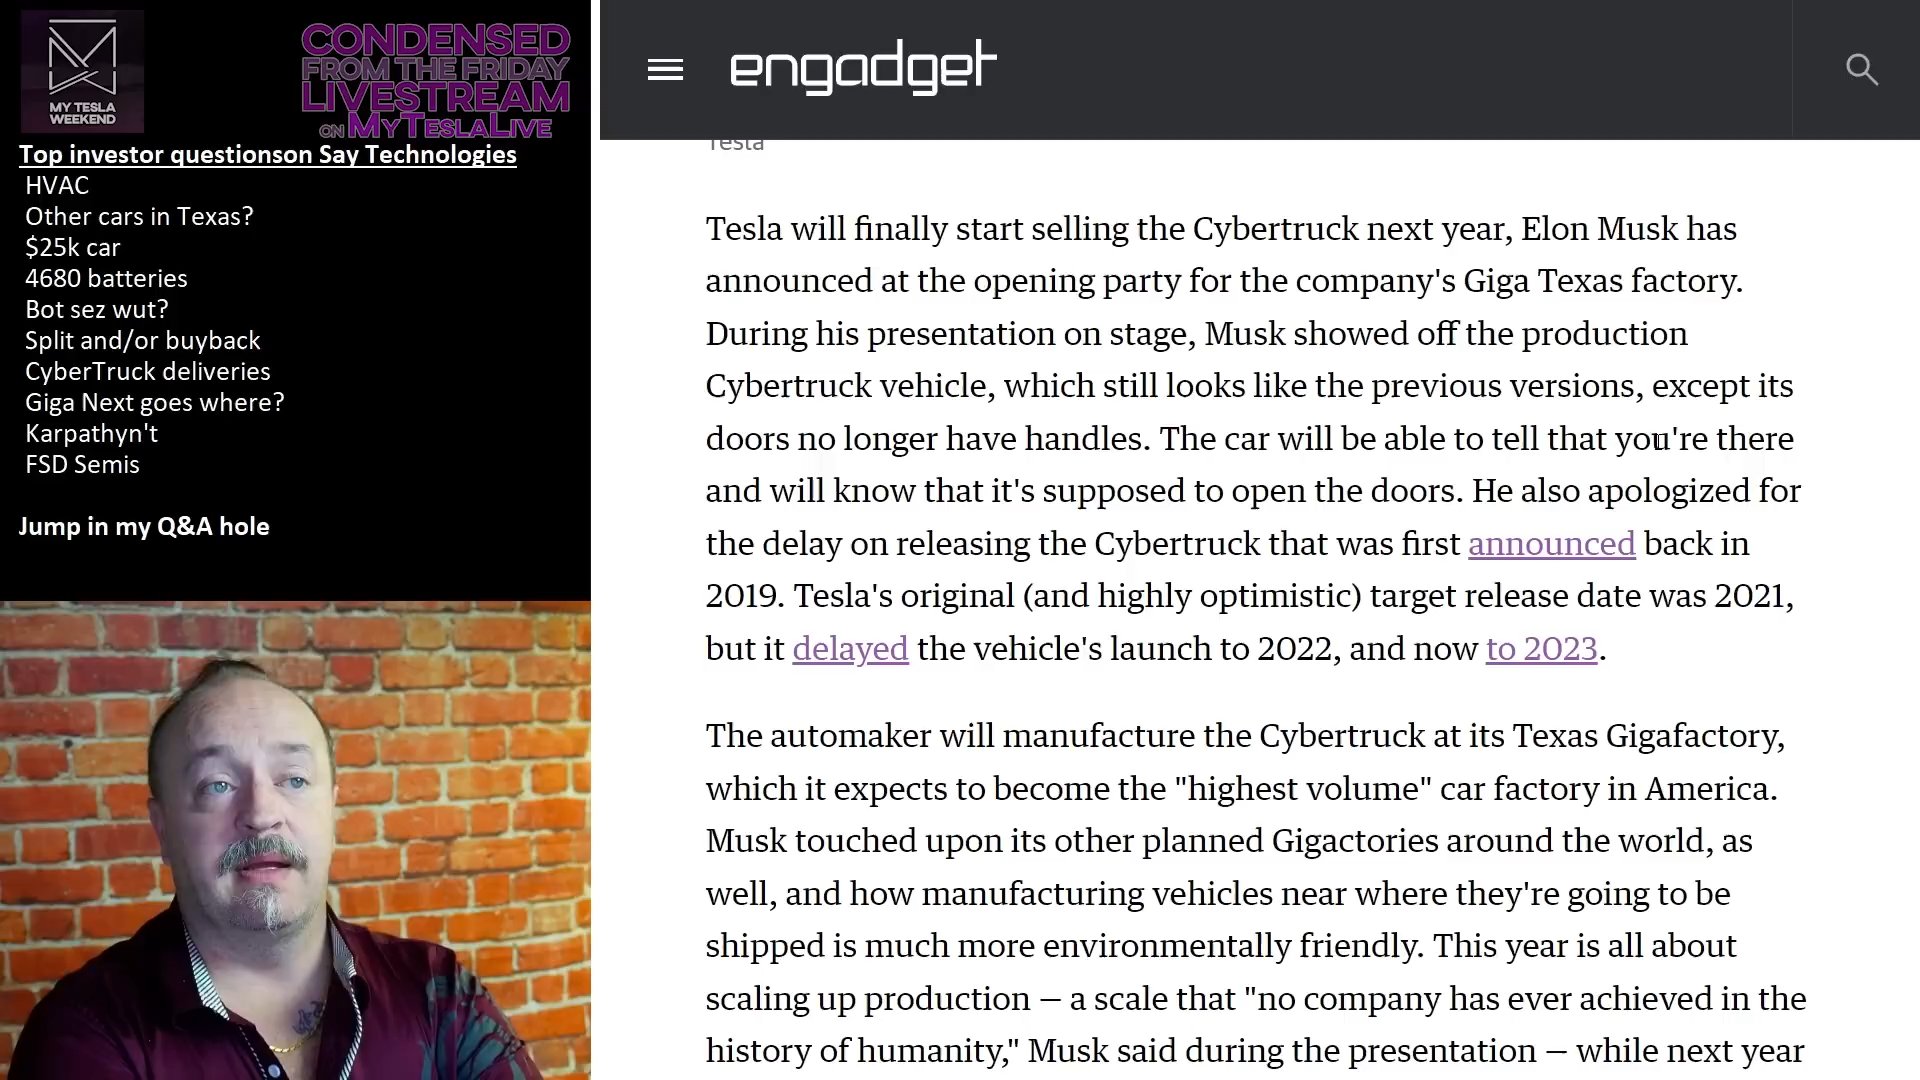 MY TESLA
WEEKEND
CONDENSED
FROM THE FRIDAY
LIVESTREAM
ON MYTESLALIVE
Top investor questionson Say Technologies
HVAC
Other cars in Texas?
$25k car
4680 batteries
Bot sez wut?
Split and/or buyback
CyberTruck deliveries
Giga Next goes where?
Karpathyn't
FSD Semis
Jump in my Q&A hole
engadget
Tesla
Tesla will finally start selling the Cybertruck next year, Elon Musk has
announced at the opening party for the company's Giga Texas factory.
During his presentation on stage, Musk showed off the production
Cybertruck vehicle, which still looks like the previous versions, except its
doors no longer have handles. The car will be able to tell that you're there
and will know that it's supposed to open the doors. He also apologized for
the delay on releasing the Cybertruck that was first announced back in
2019. Tesla's original (and highly optimistic) target release date was 2021,
but it delayed the vehicle's launch to 2022, and now to 2023.
The automaker will manufacture the Cybertruck at its Texas Gigafactory,
which it expects to become the "highest volume" car factory in America.
Musk touched upon its other planned Gigactories around the world, as
well, and how manufacturing vehicles near where they're going to be
shipped is much more environmentally friendly. This year is all about
scaling up production — a scale that "no company has ever achieved in the
history of humanity," Musk said during the presentation — while next year